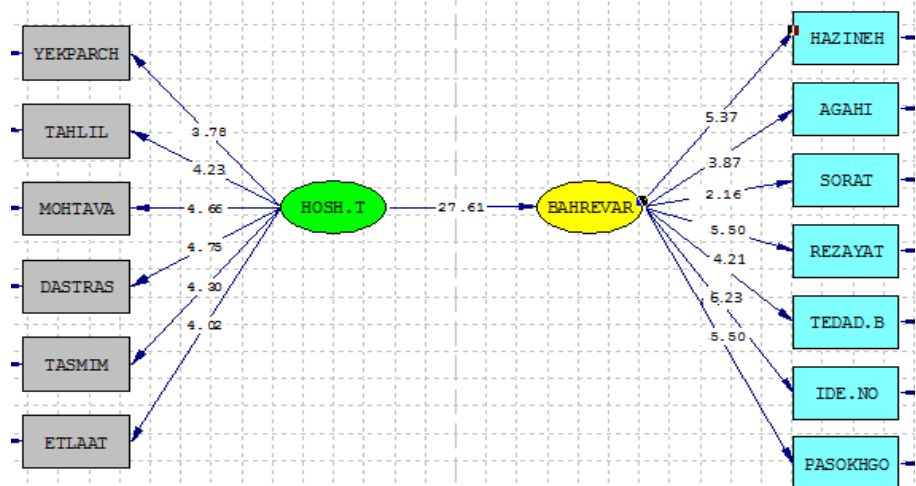 YEKPARCH
TAHLIL
MOHTAVA
DASTRAS
TASMIM
ETLAAT
3.78
4.23
4.66
4.75
4.30
4.02
HOSH.T
27.61
BAHREVAR
5.37
3.87
2.16
5.50
4.21
6.23
5.50
HAZINEH
AGAHI
SORAT
REZAYAT
TEDAD.B
IDE.NO
PASOKHGO